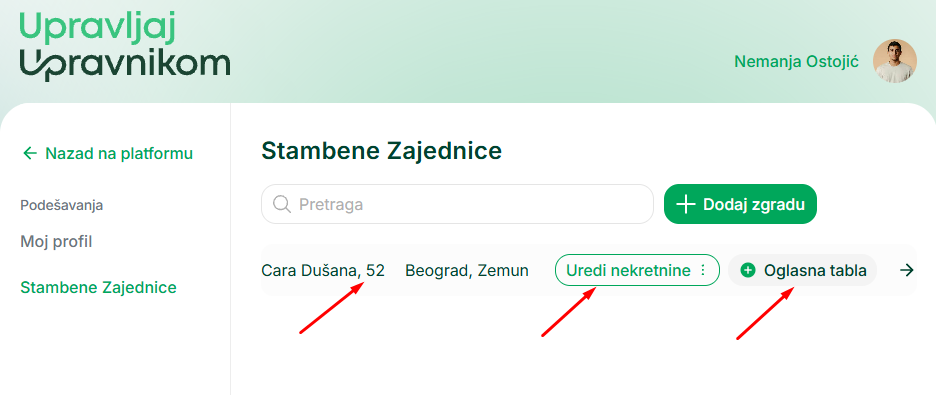 Upravljaj
Upravnikom
Nemanja Ostojić
Nazad na platformu
Podešavanja
Moj profil
Stambene Zajednice
Stambene Zajednice
Pretraga
Dodaj zgradu
Cara Dušana, 52 Beograd, Zemun Uredi nekretnine Oglasna tabla